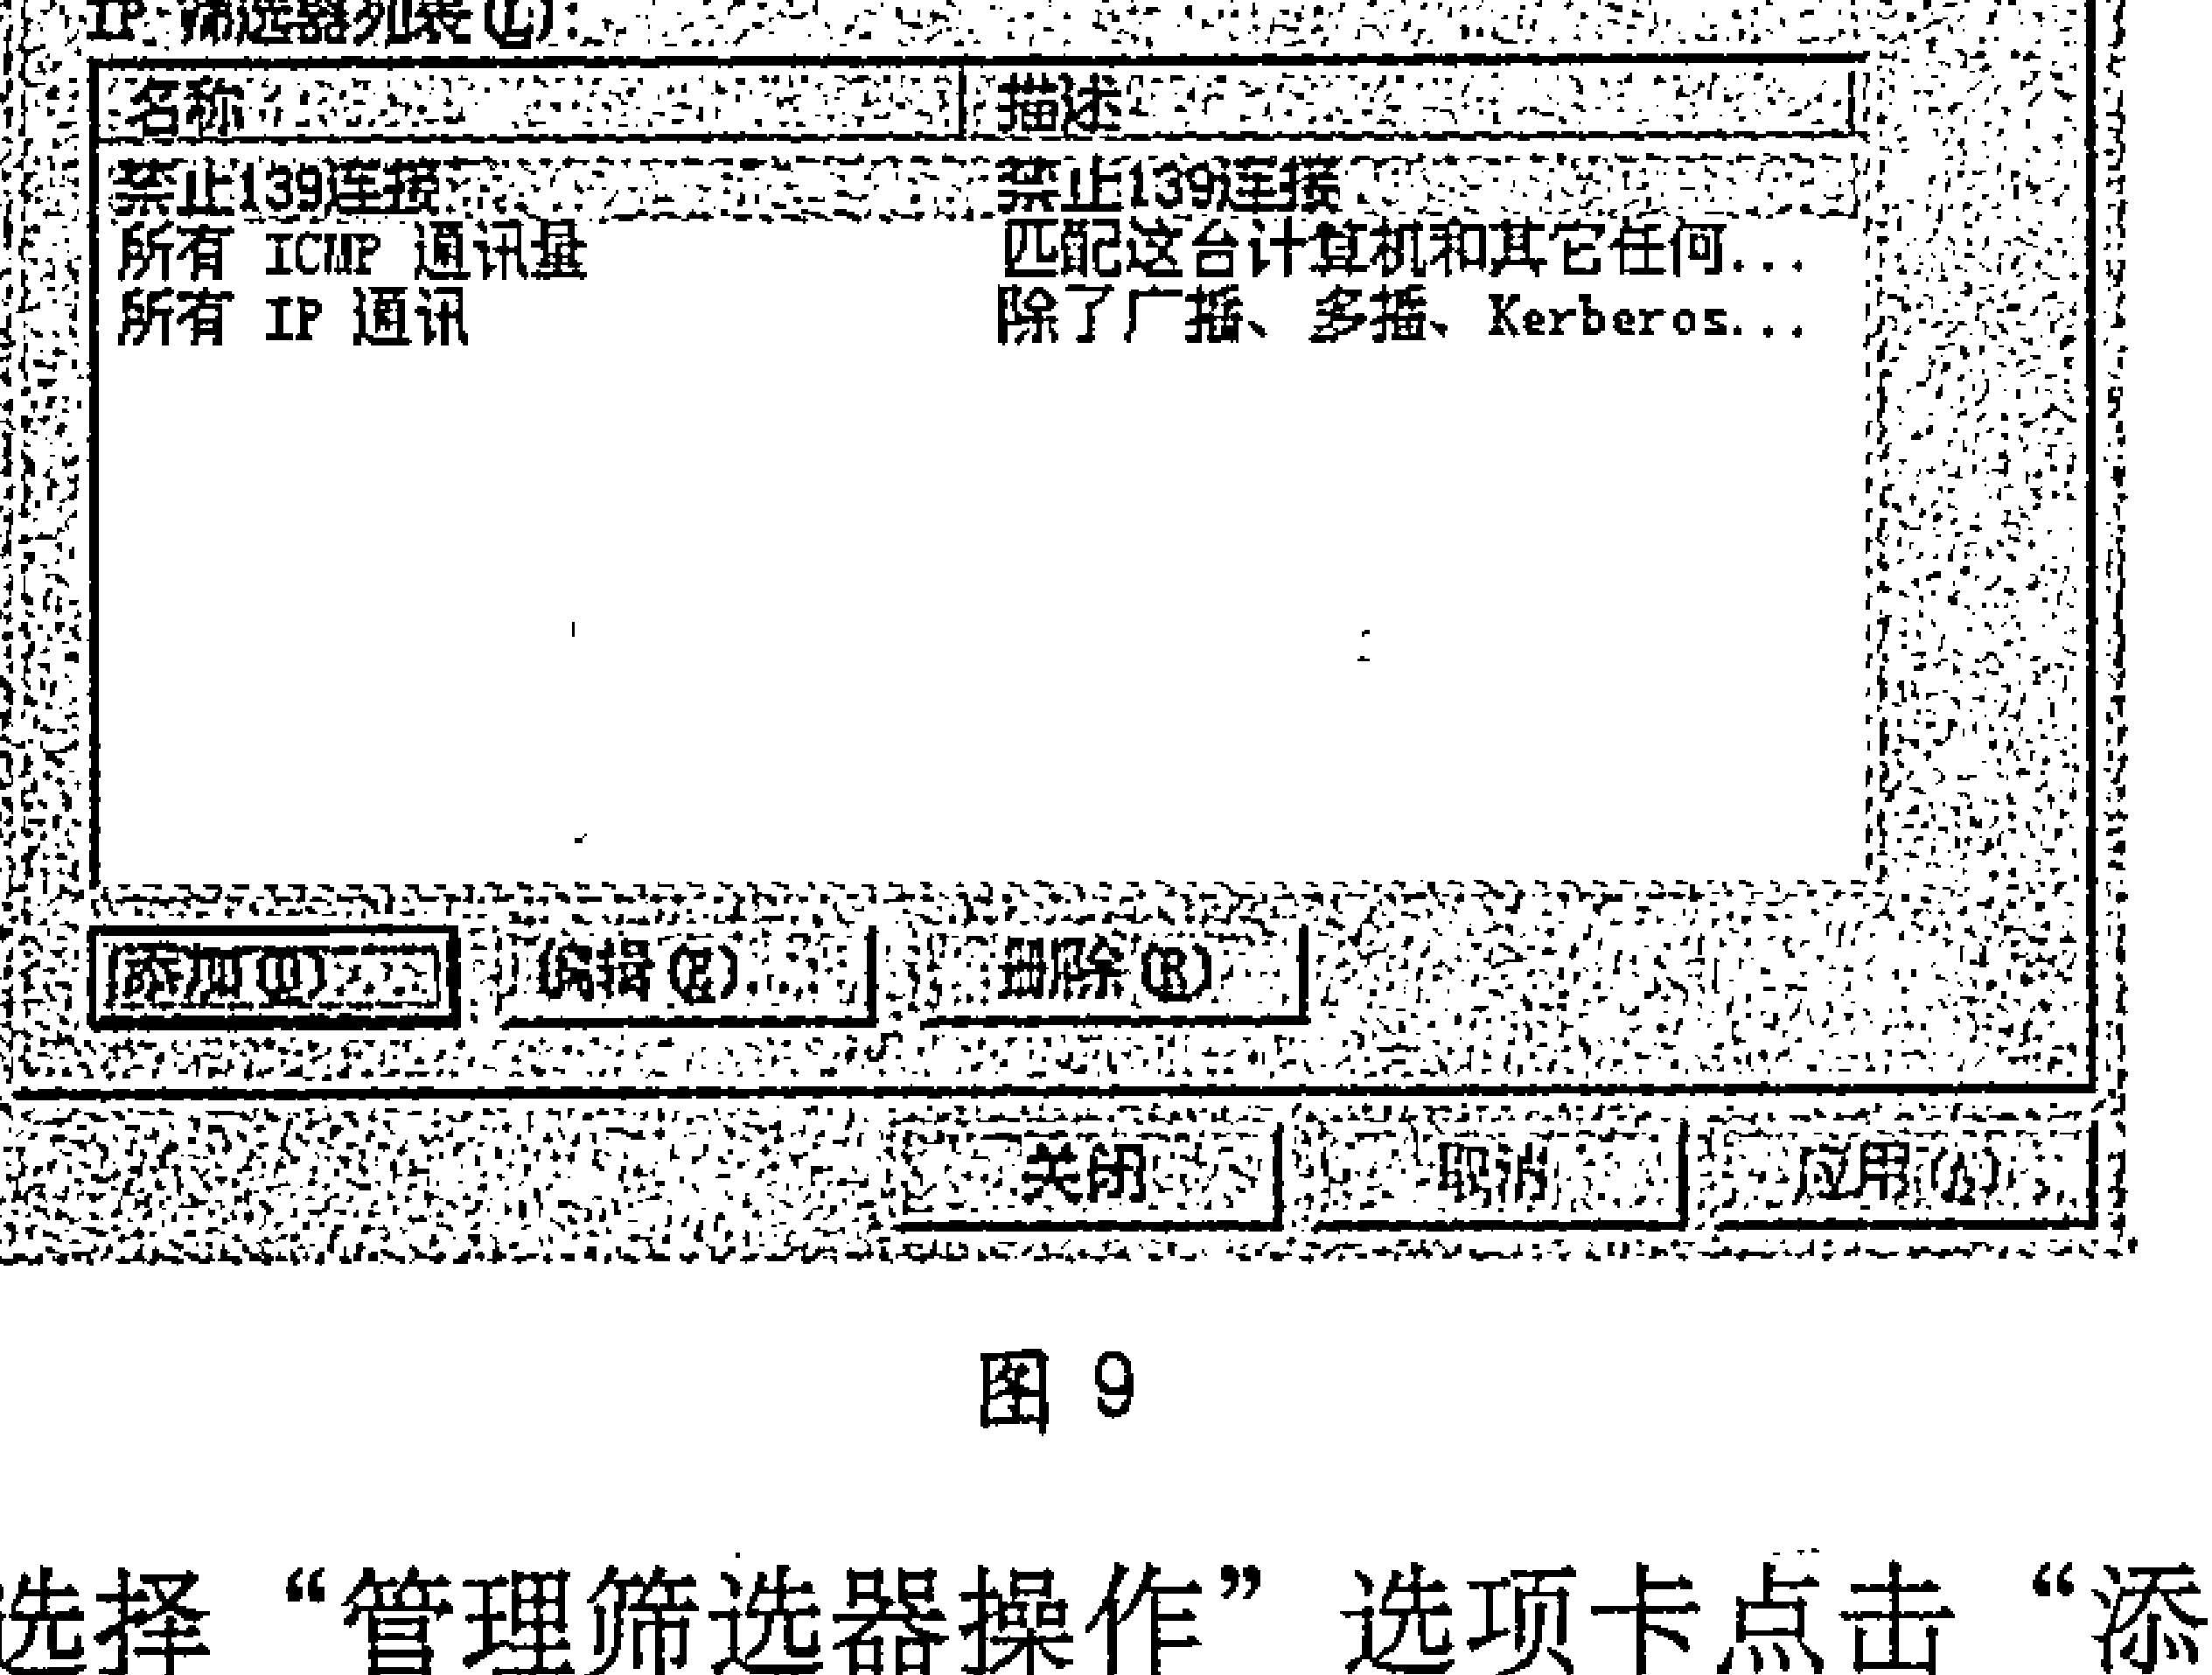 IP 筛选器列表(L):
名称 描述
禁止139连接 禁止139连接
所有 ICMP 通讯量 匹配这台计算机和其它任何...
所有 IP 通讯 除了广播、多播、Kerberos...
添加(D)... 编辑(E)... 删除(R)
关闭 取消 应用(A)
图 9
选择“管理筛选器操作”选项卡点击“添